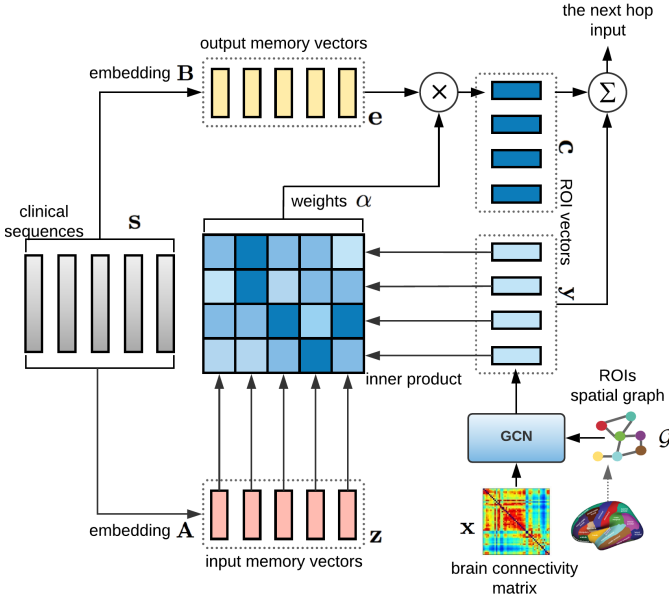 the next hop
input
output memory vectors
embedding B
e
×
Σ
c
ROI vectors
weights α
clinical
sequences
s
y
inner product
ROIs
spatial graph
GCN
G
embedding A
z
x
input memory vectors
brain connectivity
matrix